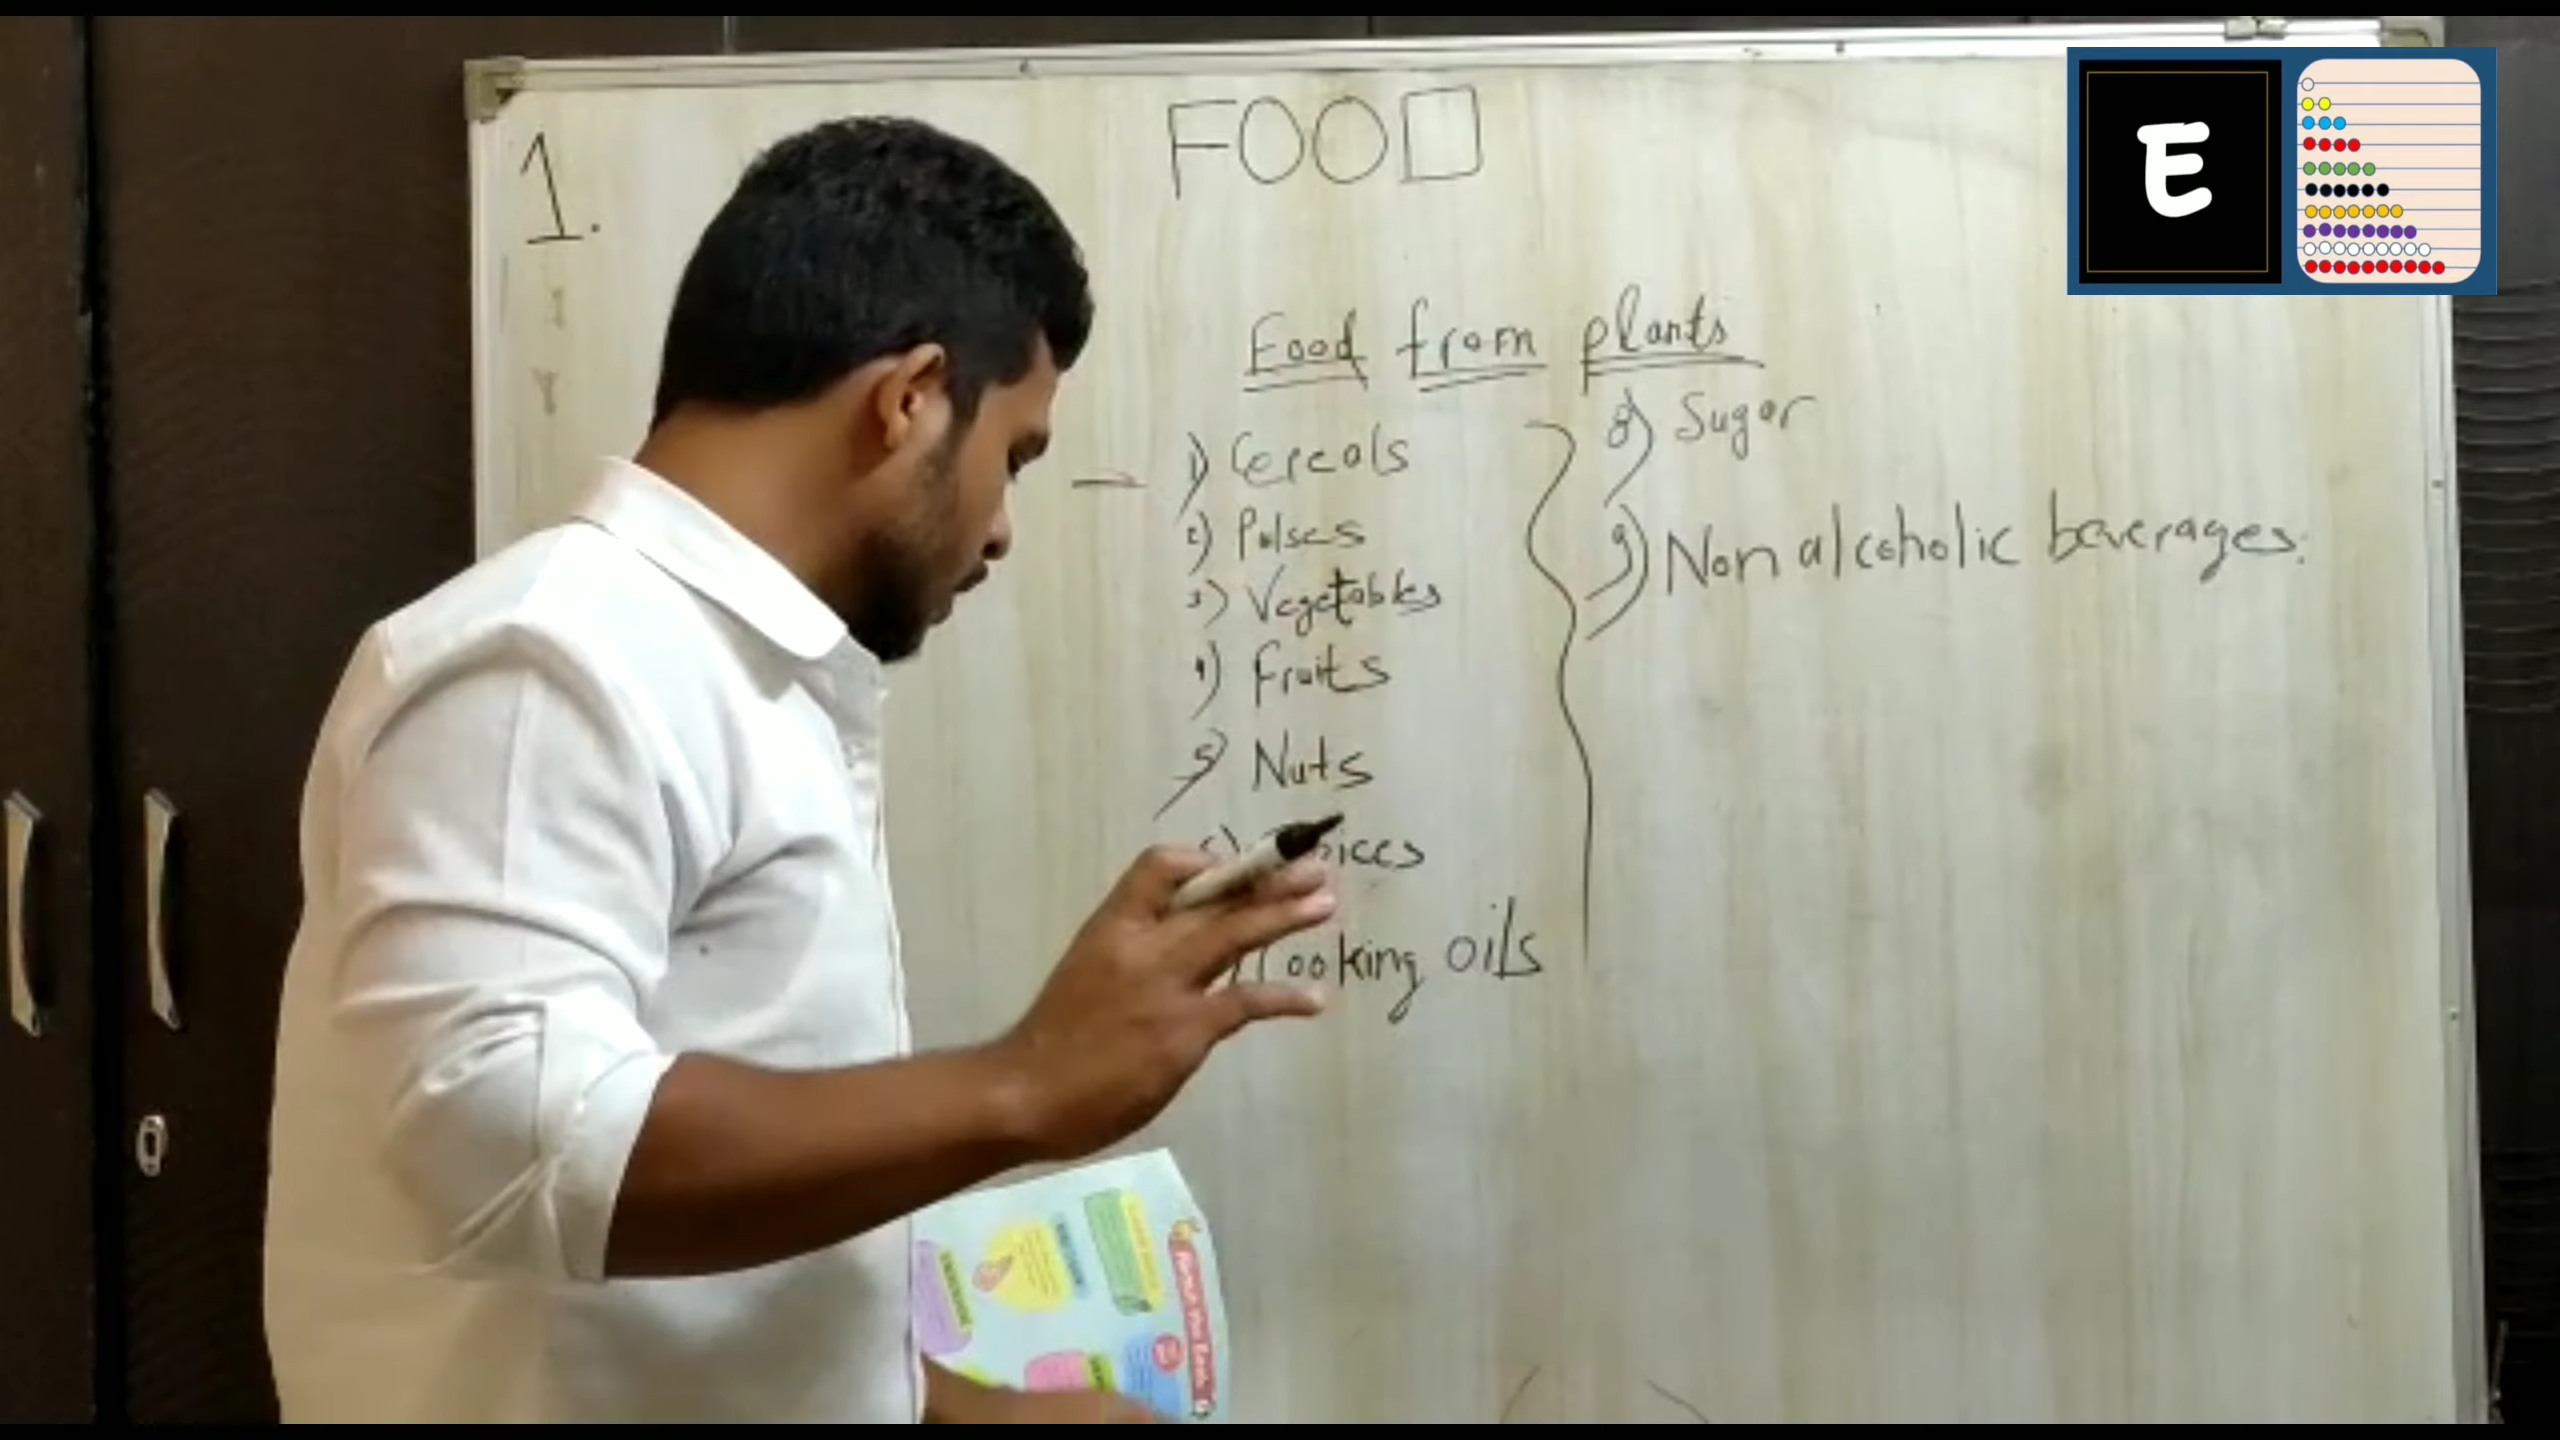 E
1.
FOOD
Food from plants
1) Cereals
2) Pulses
3) Vegetables
4) Fruits
5) Nuts
Cooking oils
8) Sugar
9) Non alcoholic beverages.